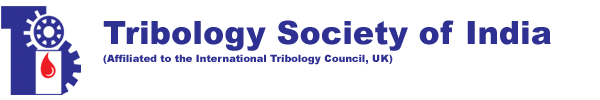 Tribology Society of India
(Affiliated to the International Tribology Council, UK)